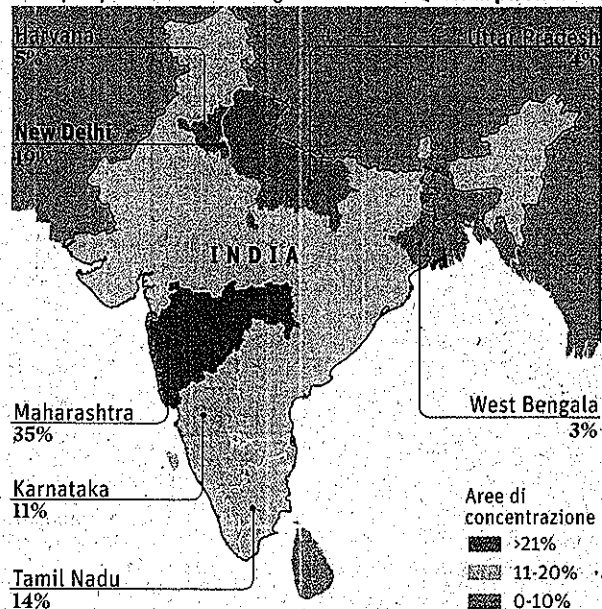 Haryana
5%
Uttar Pradesh
4%
New Delhi
19%
INDIA
Maharashtra
35%
West Bengala
3%
Karnataka
11%
Tamil Nadu
14%
Aree di
concentrazione
>21%
11-20%
0-10%